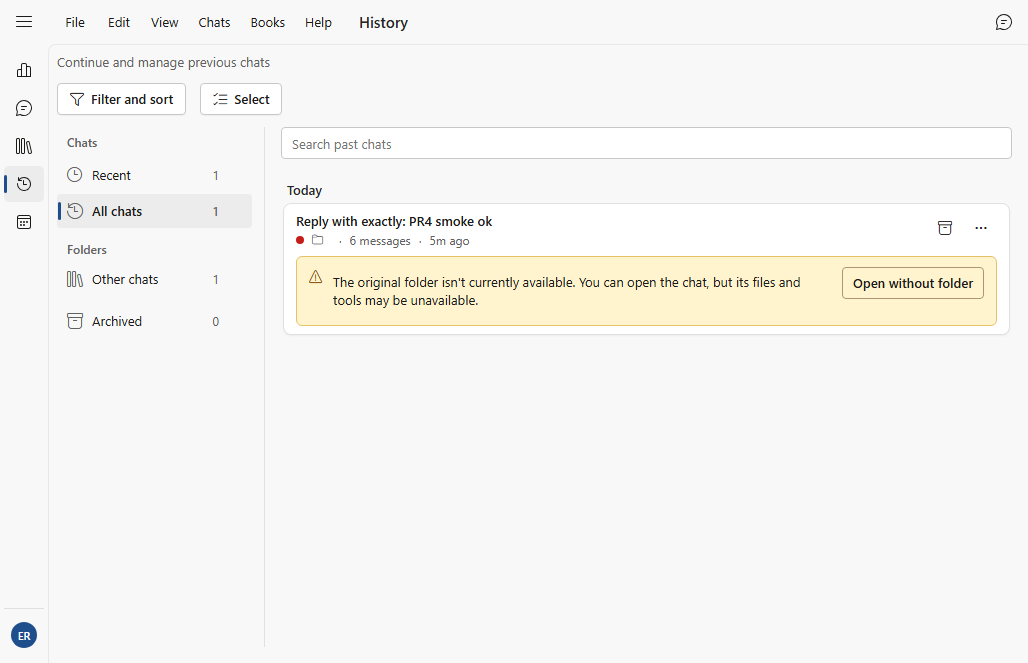 File Edit View Chats Books Help History
Continue and manage previous chats
Filter and sort Select
Chats
Recent 1
All chats 1
Folders
Other chats 1
Archived 0
Search past chats
Today
Reply with exactly: PR4 smoke ok
· 6 messages · 5m ago
The original folder isn't currently available. You can open the chat, but its files and
tools may be unavailable.
Open without folder
ER